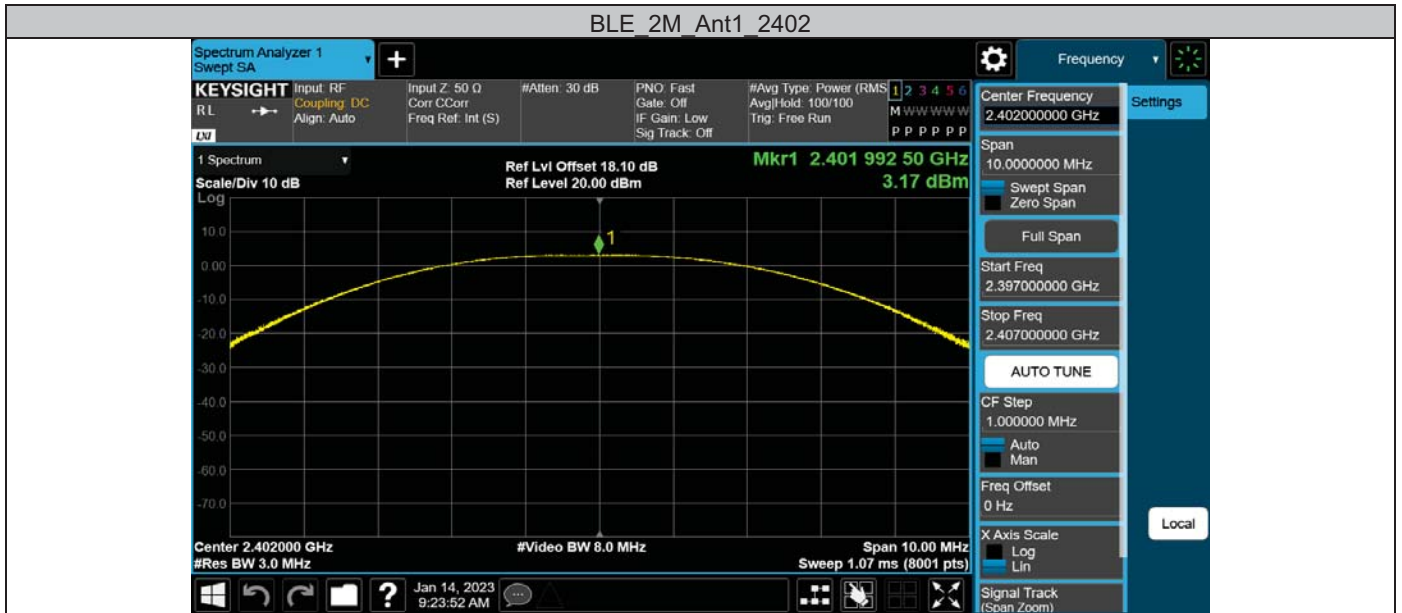 BLE_2M_Ant1_2402
Spectrum Analyzer 1
Swept SA
+
Frequency
KEYSIGHT
RL
LXI
Input: RF
Coupling: DC
Align: Auto
Input Z: 50 Ω
Corr CCorr
Freq Ref: Int (S)
#Atten: 30 dB
PNO: Fast
Gate: Off
IF Gain: Low
Sig Track: Off
#Avg Type: Power (RMS
Avg|Hold: 100/100
Trig: Free Run
1 2 3 4 5 6
M W W W W W
P P P P P P
1 Spectrum
Scale/Div 10 dB
Log
Ref Lvl Offset 18.10 dB
Ref Level 20.00 dBm
Mkr1 2.401 992 50 GHz
3.17 dBm
1
10.0
0.00
-10.0
-20.0
-30.0
-40.0
-50.0
-60.0
-70.0
Center 2.402000 GHz
#Res BW 3.0 MHz
#Video BW 8.0 MHz
Span 10.00 MHz
Sweep 1.07 ms (8001 pts)
?
Jan 14, 2023
9:23:52 AM
Center Frequency
2.402000000 GHz
Span
10.0000000 MHz
Swept Span
Zero Span
Full Span
Start Freq
2.397000000 GHz
Stop Freq
2.407000000 GHz
AUTO TUNE
CF Step
1.000000 MHz
Auto
Man
Freq Offset
0 Hz
X Axis Scale
Log
Lin
Signal Track
(Span Zoom)
Settings
Local